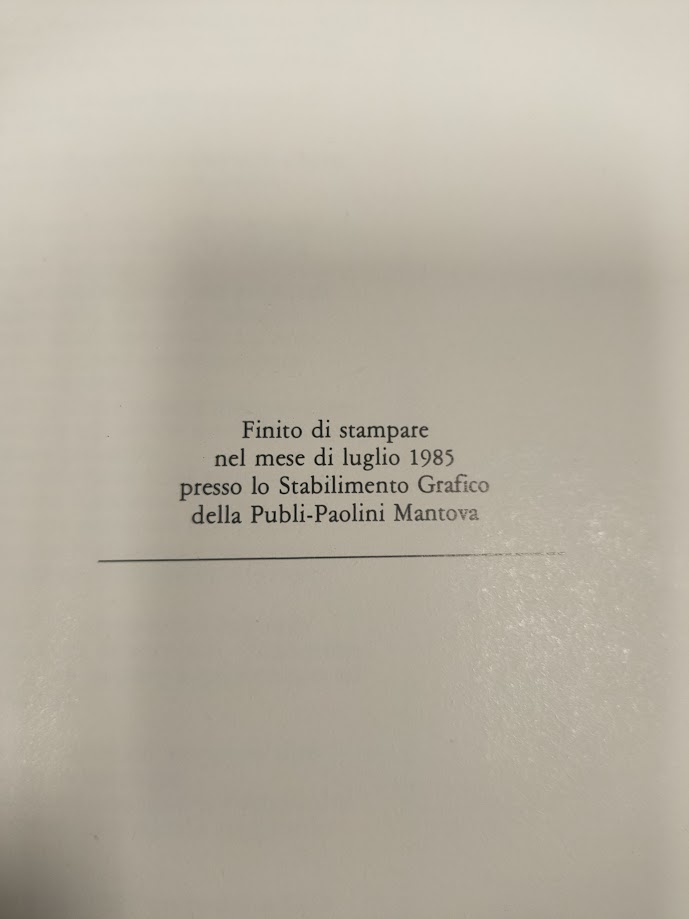 Finito di stampare
nel mese di luglio 1985
presso lo Stabilimento Grafico
della Publi-Paolini Mantova